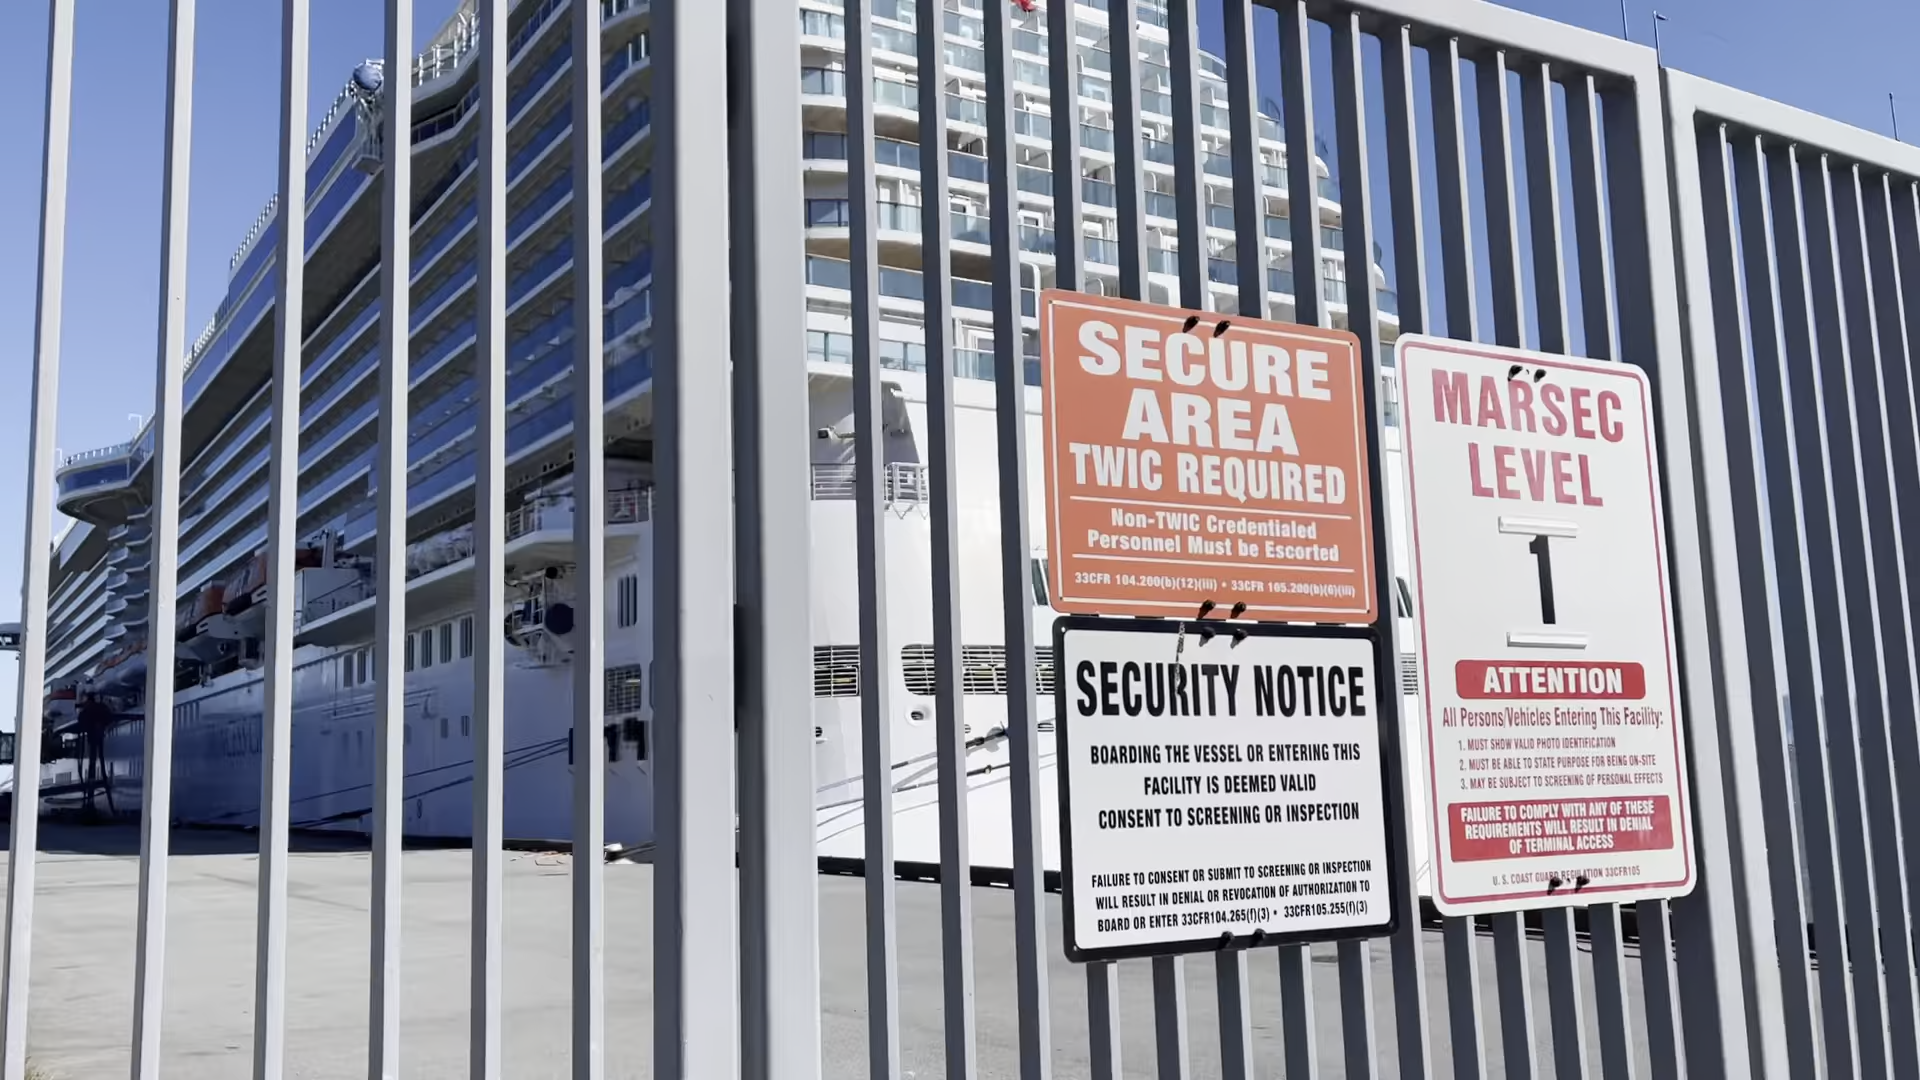 SECURE
AREA
TWIC REQUIRED
Non-TWIC Credentialed
Personnel Must be Escorted
33CFR 104.200(b)(12)(iii) • 33CFR 105.200(b)(6)(iii)
SECURITY NOTICE
BOARDING THE VESSEL OR ENTERING THIS
FACILITY IS DEEMED VALID
CONSENT TO SCREENING OR INSPECTION
FAILURE TO CONSENT OR SUBMIT TO SCREENING OR INSPECTION
WILL RESULT IN DENIAL OR REVOCATION OF AUTHORIZATION TO
BOARD OR ENTER 33CFR104.265(f)(3) • 33CFR105.255(f)(3)
MARSEC
LEVEL
1
ATTENTION
All Persons/Vehicles Entering This Facility:
1. MUST SHOW VALID PHOTO IDENTIFICATION
2. MUST BE ABLE TO STATE PURPOSE FOR BEING ON-SITE
3. MAY BE SUBJECT TO SCREENING OF PERSONAL EFFECTS
FAILURE TO COMPLY WITH ANY OF THESE
REQUIREMENTS WILL RESULT IN DENIAL
OF TERMINAL ACCESS
U. S. COAST GUARD REGULATION 33CFR105